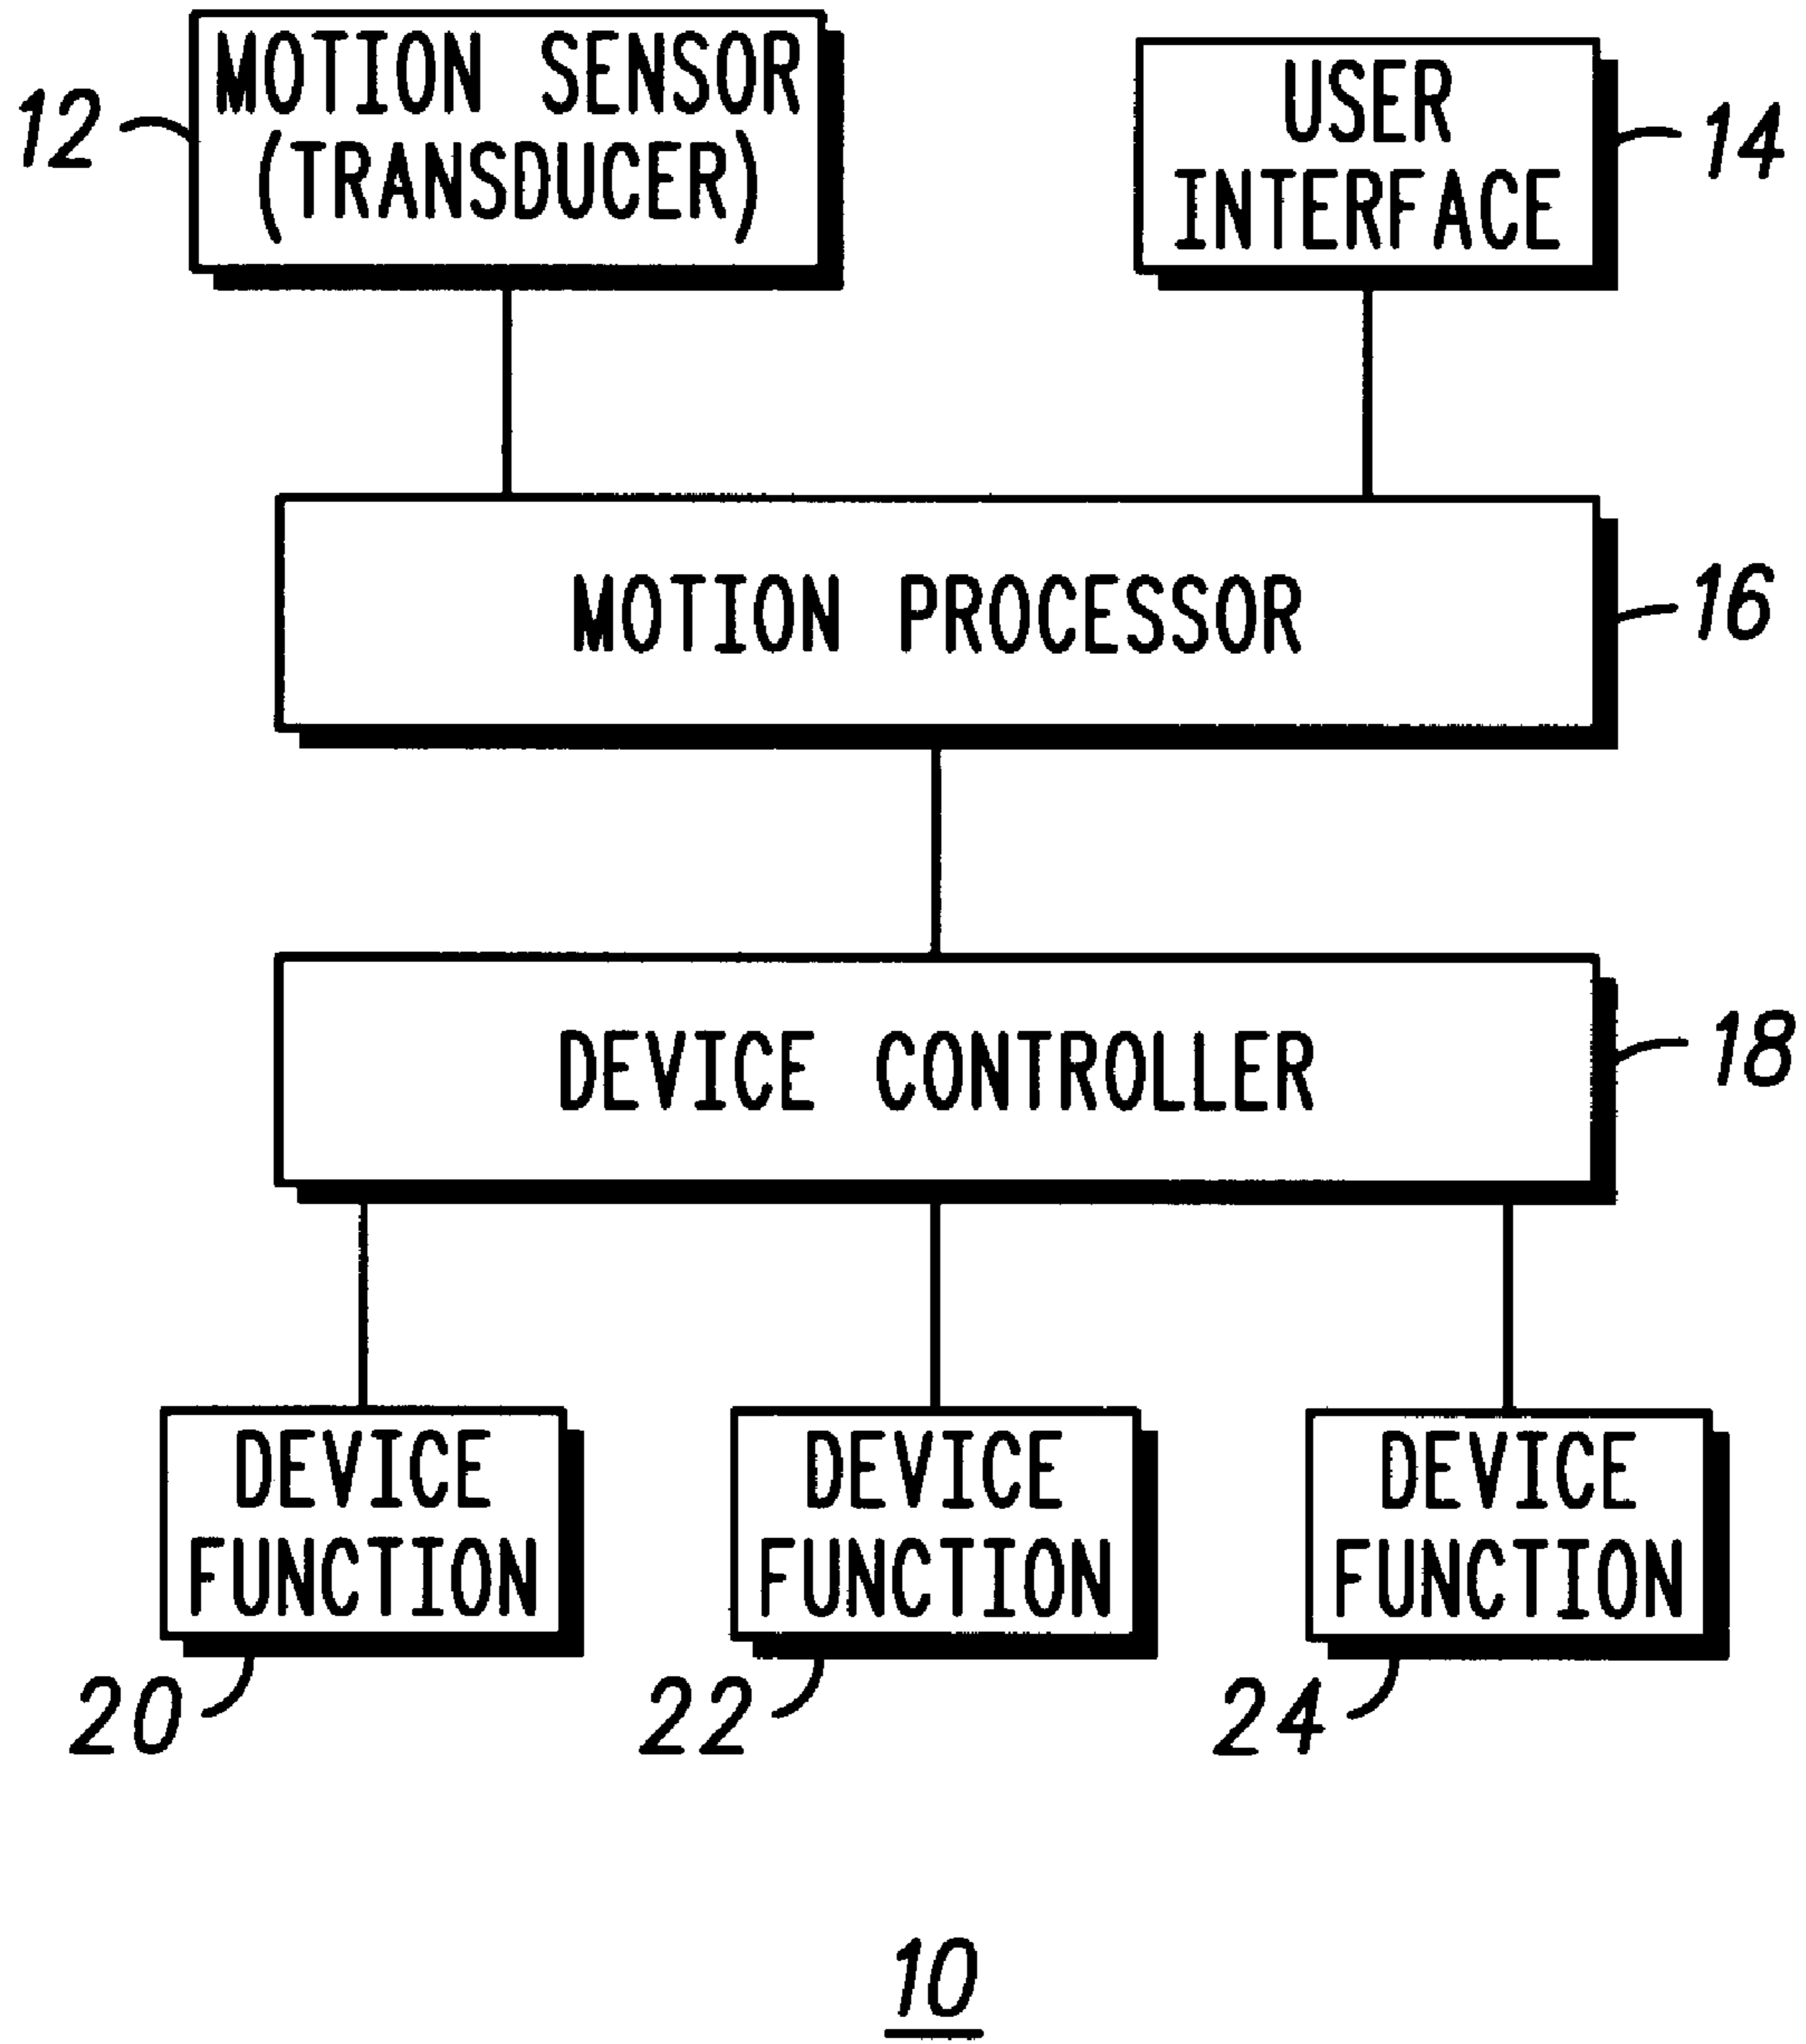 MOTION SENSOR
(TRANSDUCER)
12
USER
INTERFACE
14
MOTION PROCESSOR
16
DEVICE CONTROLLER
18
DEVICE
FUNCTION
20
DEVICE
FUNCTION
22
DEVICE
FUNCTION
24
10